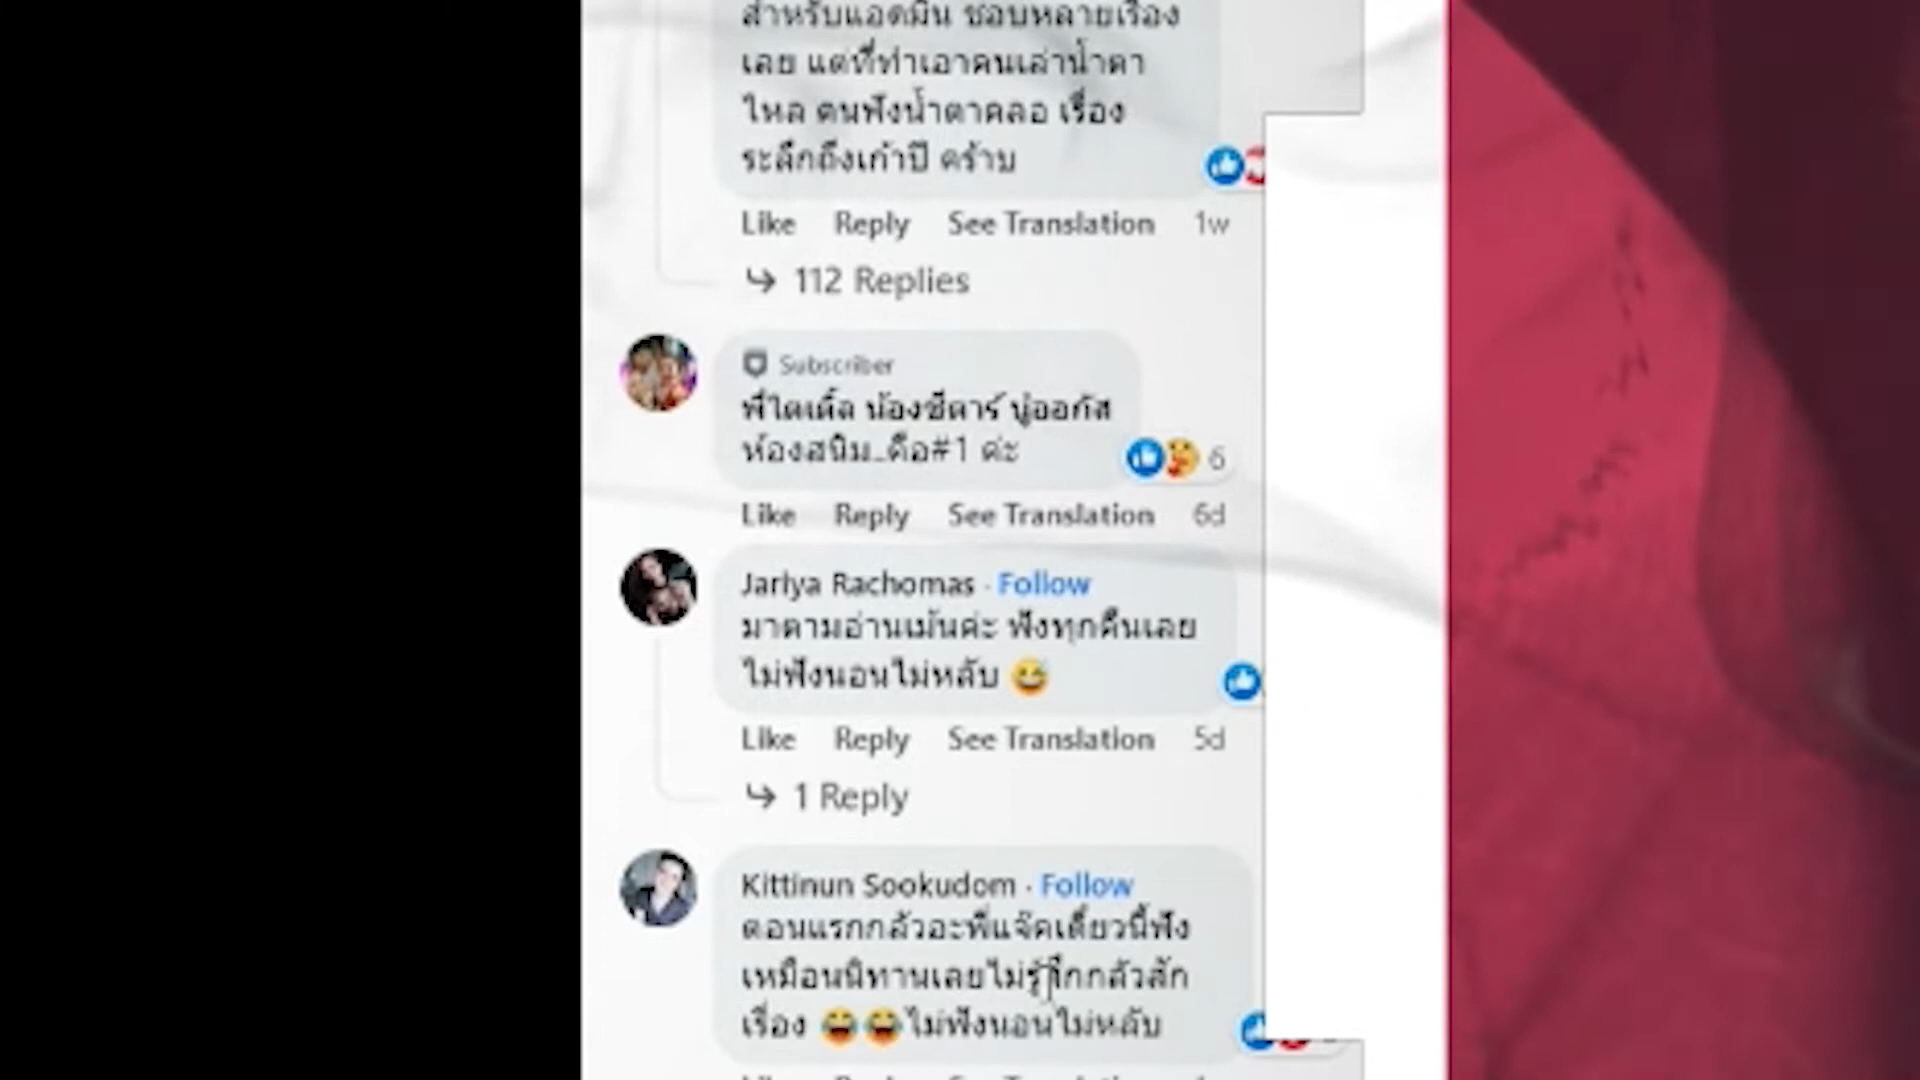 สำหรับแอดมิน ชอบหลายเรื่อง
เลย แต่ที่ทำเอาคนเล่าน้ำตา
ไหล คนฟังน้ำตาคลอ เรื่อง
ระลึกถึงเก้าปี คร้าบ
Like Reply See Translation 1w
112 Replies
Subscriber
พี่ไตเติ้ล น้องซีดาร์ ปู่ออกัส
ห้องสนิม..คือ#1 ค่ะ
6
Like Reply See Translation 6d
Jariya Rachomas · Follow
มาตามอ่านเม้นค่ะ ฟังทุกคืนเลย
ไม่ฟังนอนไม่หลับ 😅
Like Reply See Translation 5d
1 Reply
Kittinun Sookudom · Follow
ตอนแรกกลัวอะพี่แจ๊คเดี๋ยวนี้ฟัง
เหมือนนิทานเลยไม่รู้สึกกลัวสัก
เรื่อง 😂😂ไม่ฟังนอนไม่หลับ